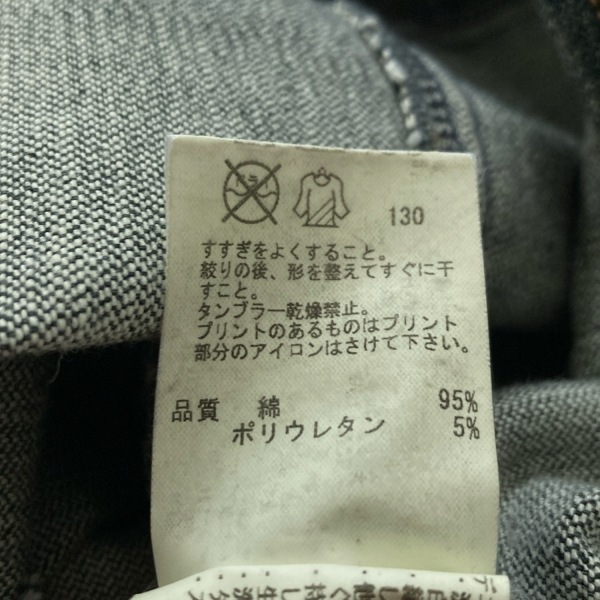 130
すすぎをよくすること。
絞りの後、形を整えてすぐに干
すこと。
タンブラー乾燥禁止。
プリントのあるものはプリント
部分のアイロンはさけて下さい。
品質 綿 95%
ポリウレタン 5%